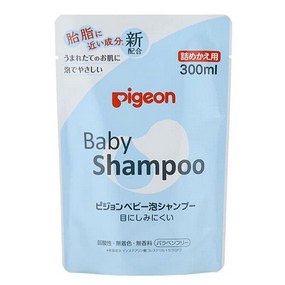 胎脂に
近い成分 新配合
うまれたてのお肌に
泡でやさしい
詰めかえ用
300ml
pigeon
Baby
Shampoo
ピジョンベビー泡シャンプー
目にしみにくい
弱酸性・無着色・無香料 パラベンフリー